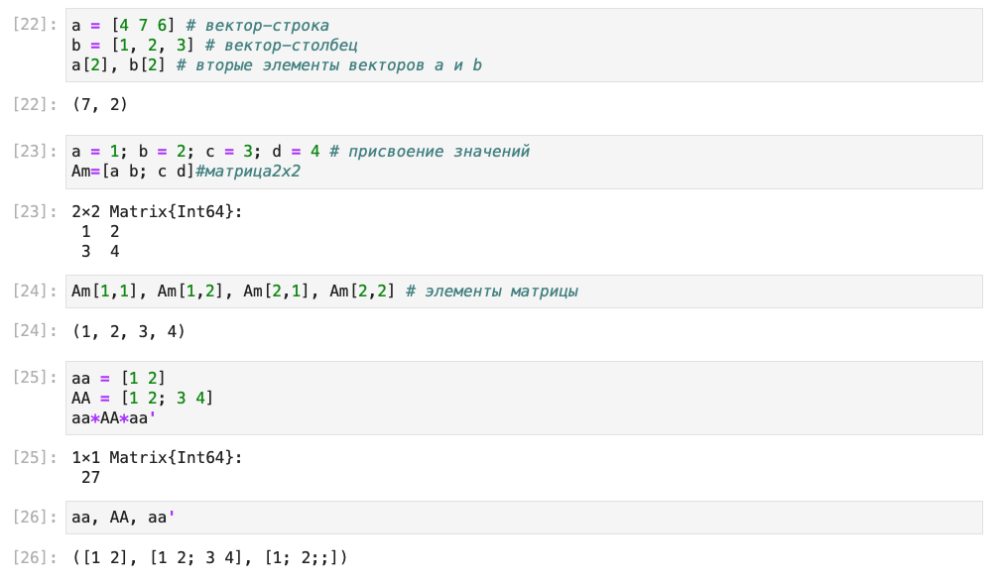 [22]: a = [4 7 6] # вектор-строка
b = [1, 2, 3] # вектор-столбец
a[2], b[2] # вторые элементы векторов a и b
[22]: (7, 2)
[23]: a = 1; b = 2; c = 3; d = 4 # присвоение значений
Am=[a b; c d]#матрица2x2
[23]: 2×2 Matrix{Int64}:
1 2
3 4
[24]: Am[1,1], Am[1,2], Am[2,1], Am[2,2] # элементы матрицы
[24]: (1, 2, 3, 4)
[25]: aa = [1 2]
AA = [1 2; 3 4]
aa*AA*aa'
[25]: 1×1 Matrix{Int64}:
27
[26]: aa, AA, aa'
[26]: ([1 2], [1 2; 3 4], [1; 2;;])